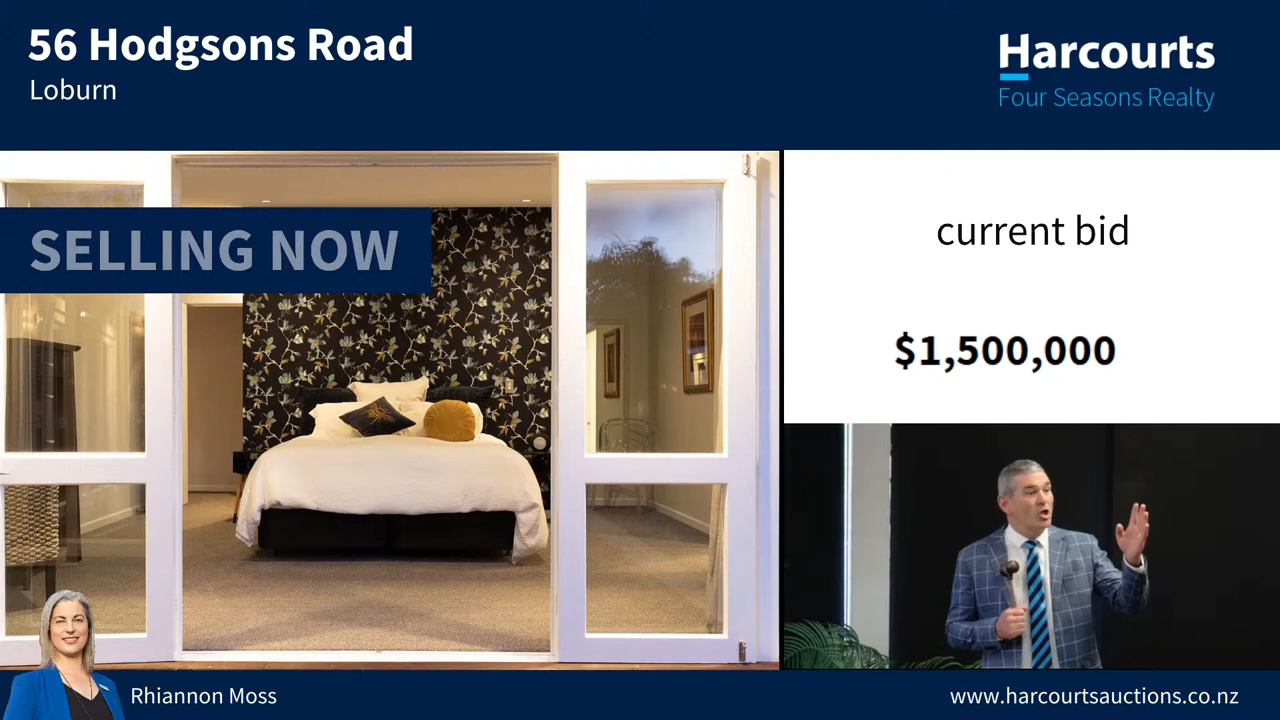 56 Hodgsons Road
Loburn
Harcourts
Four Seasons Realty
SELLING NOW
current bid
$1,500,000
Rhiannon Moss
www.harcourtsauctions.co.nz